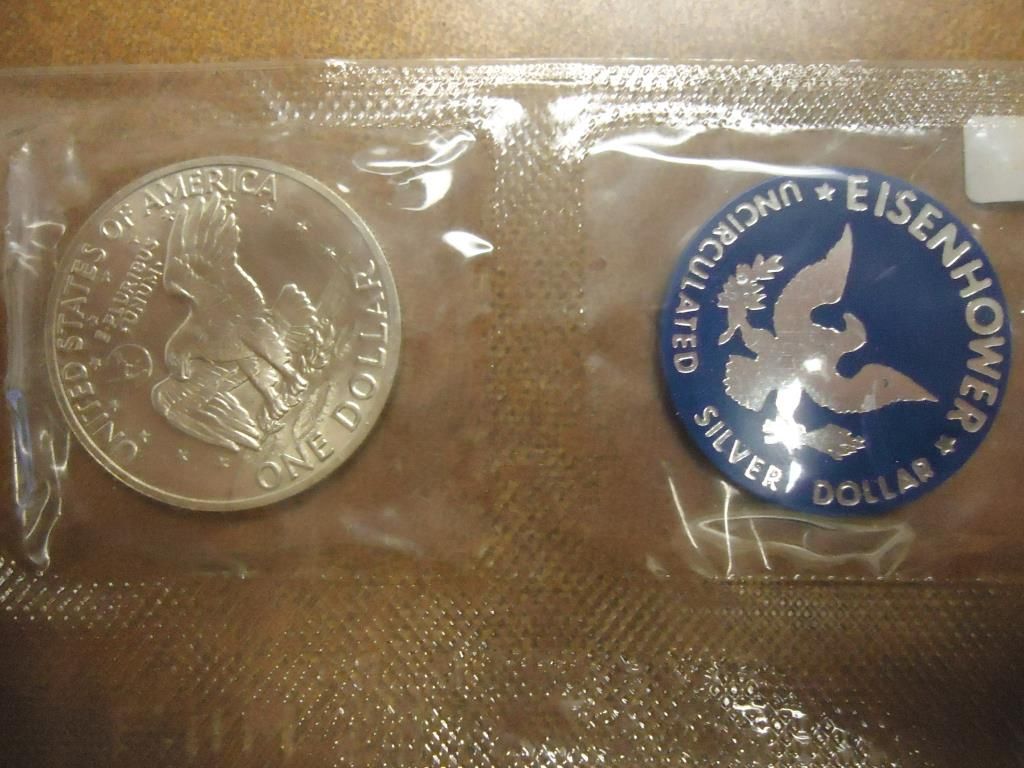 UNITED STATES OF AMERICA
E PLURIBUS
UNUM
ONE DOLLAR
EISENHOWER
UNCIRCULATED
SILVER DOLLAR